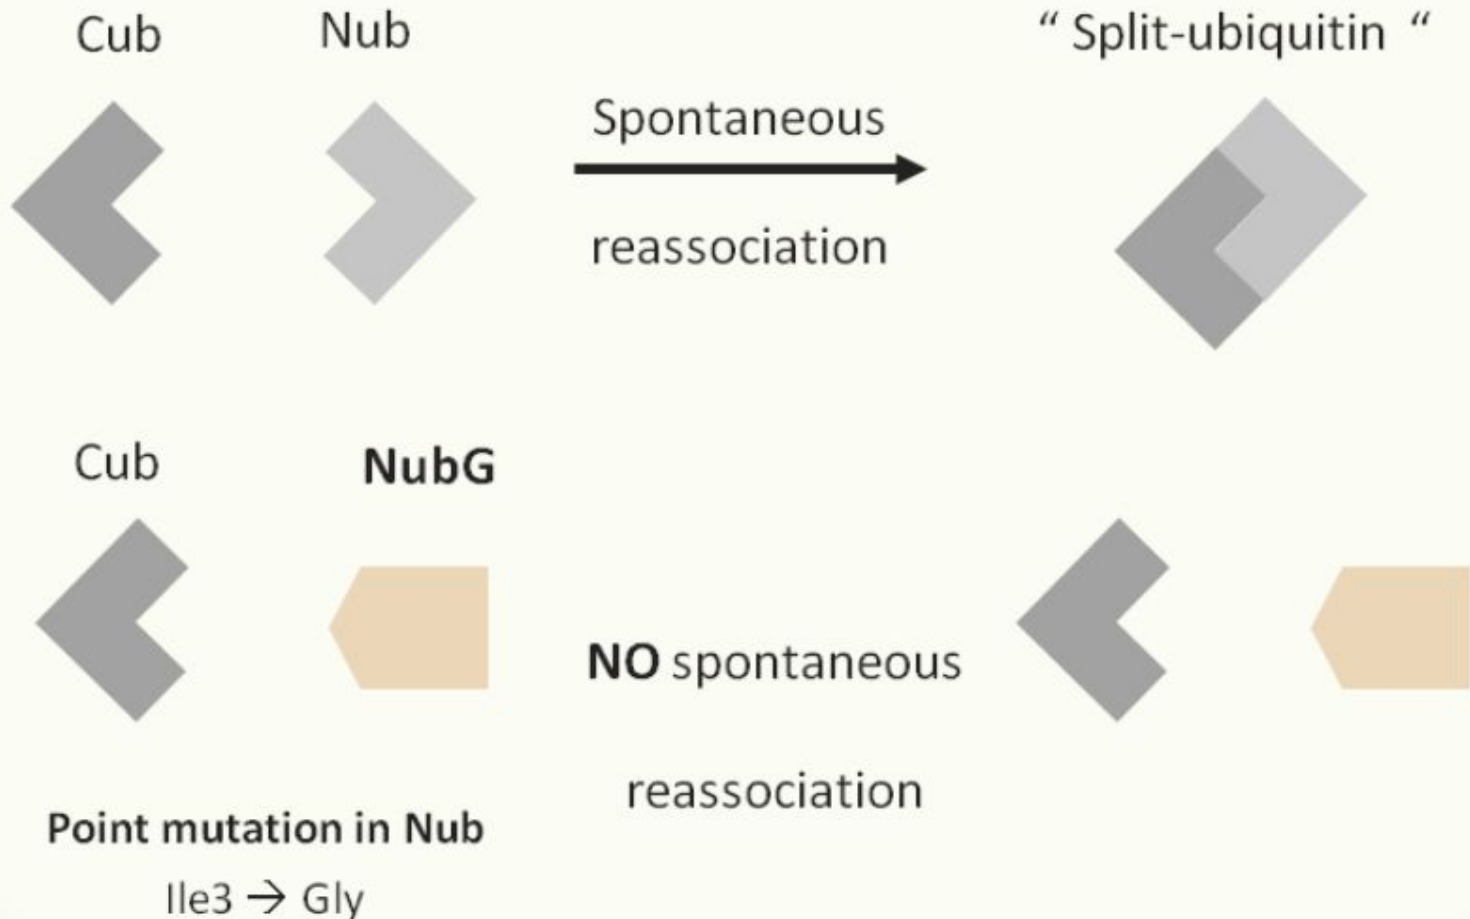 Cub Nub “ Split-ubiquitin “
Spontaneous
reassociation
Cub NubG
NO spontaneous
reassociation
Point mutation in Nub
Ile3 → Gly